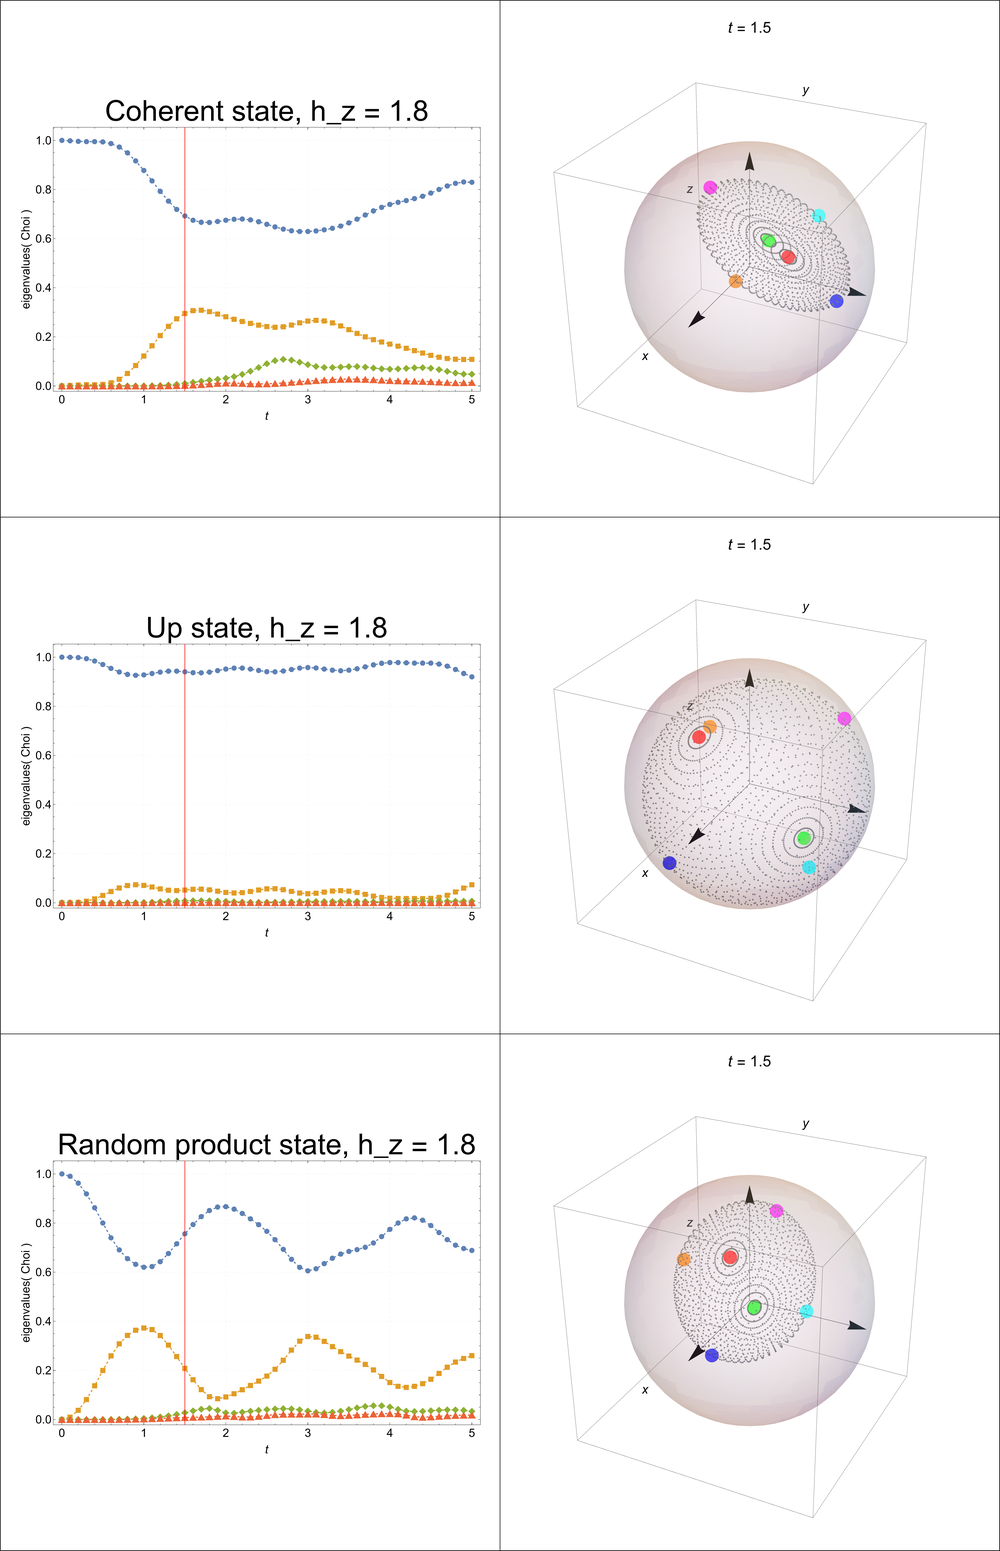 t = 1.5
Coherent state, h_z = 1.8
eigenvalues( Choi )
1.0
0.8
0.6
0.4
0.2
0.0
0 1 2 3 4 5
t
y
z
x
t = 1.5
Up state, h_z = 1.8
eigenvalues( Choi )
1.0
0.8
0.6
0.4
0.2
0.0
0 1 2 3 4 5
t
y
z
x
t = 1.5
Random product state, h_z = 1.8
eigenvalues( Choi )
1.0
0.8
0.6
0.4
0.2
0.0
0 1 2 3 4 5
t
y
z
x